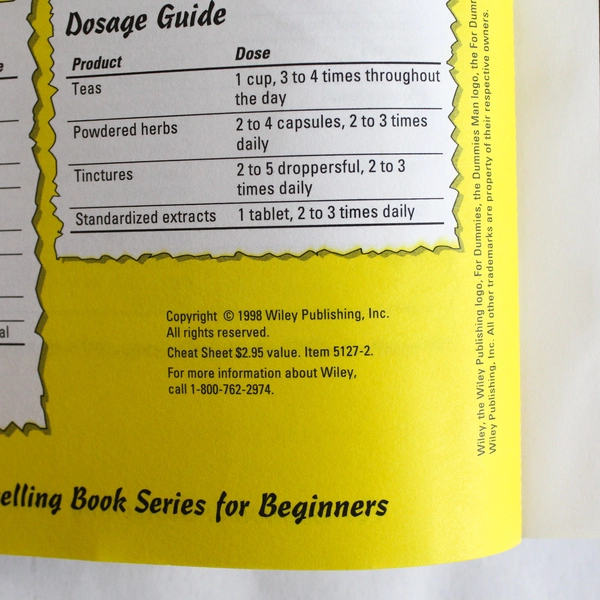 Dosage Guide
Product Dose
Teas 1 cup, 3 to 4 times throughout
the day
Powdered herbs 2 to 4 capsules, 2 to 3 times
daily
Tinctures 2 to 5 droppersful, 2 to 3
times daily
Standardized extracts 1 tablet, 2 to 3 times daily
Copyright © 1998 Wiley Publishing, Inc.
All rights reserved.
Cheat Sheet $2.95 value. Item 5127-2.
For more information about Wiley,
call 1-800-762-2974.
Book Series for Beginners
Wiley, the Wiley Publishing logo, For Dummies, the Dummies Man logo, the For
Wiley Publishing, Inc. All other trademarks are property of their respective owners.